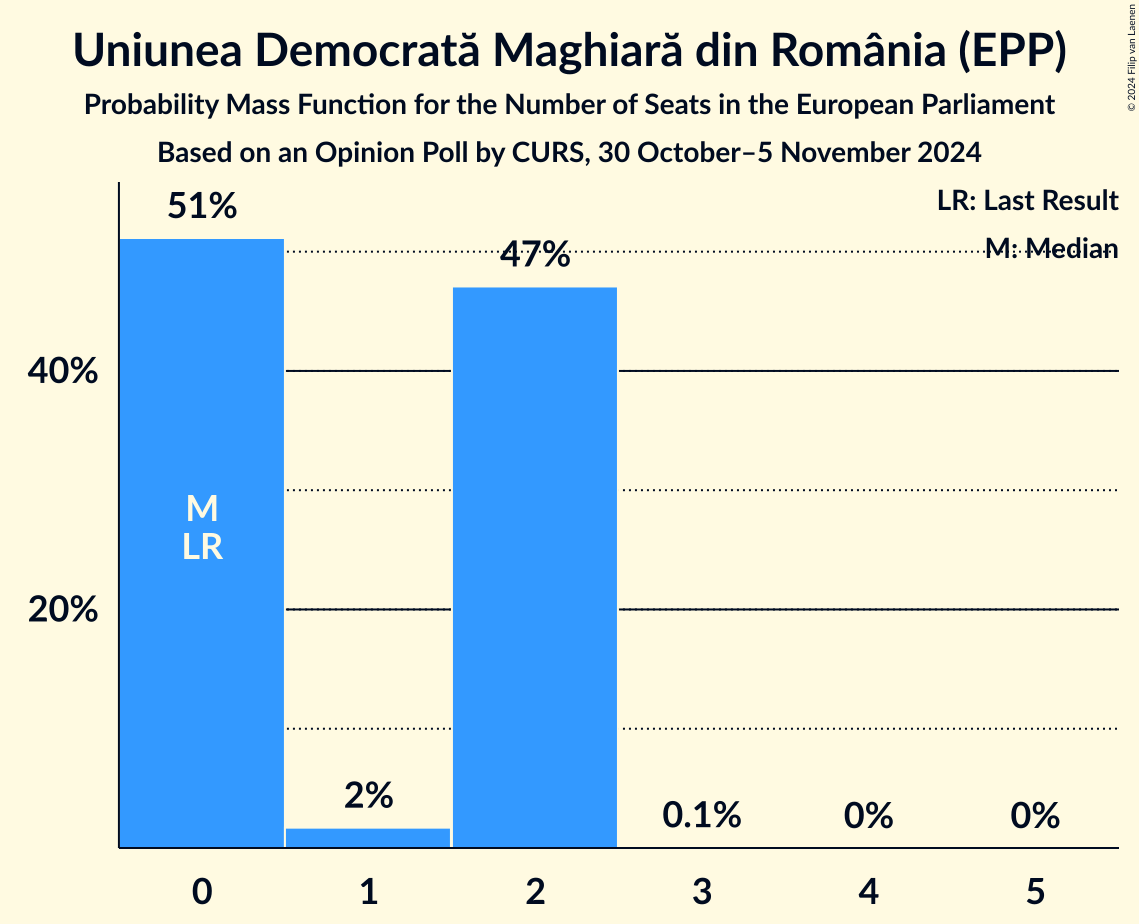 Uniunea Democrată Maghiară din România (EPP)
Probability Mass Function for the Number of Seats in the European Parliament
Based on an Opinion Poll by CURS, 30 October–5 November 2024
© 2024 Filip van Laenen
LR: Last Result
M: Median
51%
47%
40%
M
LR
20%
2%
0.1%
0%
0%
0
1
2
3
4
5